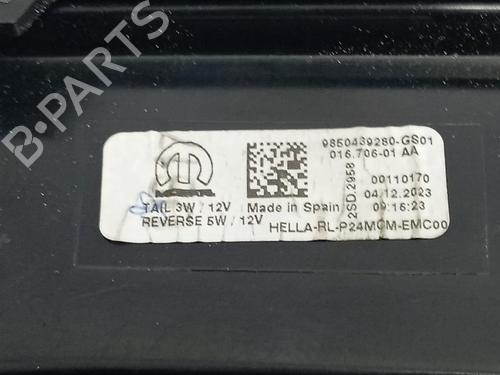 9850439280-GS01
016.706-01 AA
2SD.2958
00110170
04.12.2023
09:16:23
TAIL 3W / 12V / Made in Spain
REVERSE 5W / 12V
HELLA-RL-P24MCM-EMC00
B-PARTS